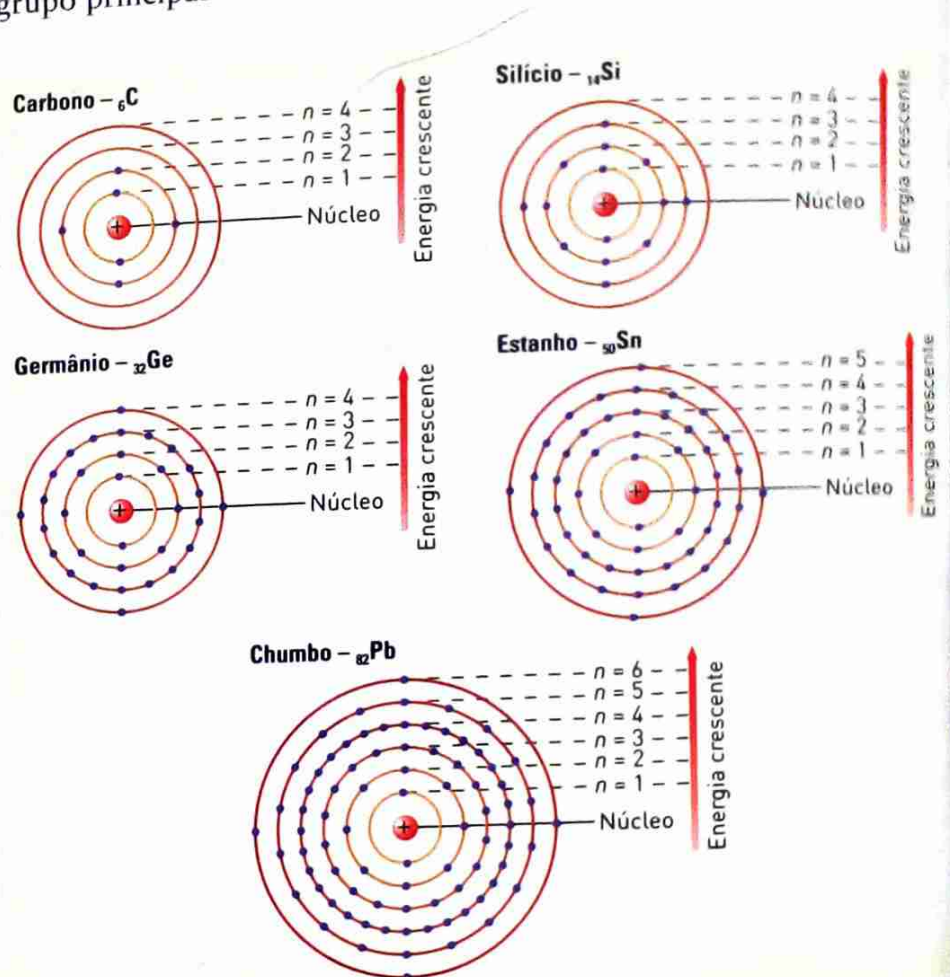 grupo
Carbono – ₆C
n = 4
n = 3
n = 2
n = 1
Núcleo
Energia crescente
Silício – ₁₄Si
n = 4
n = 3
n = 2
n = 1
Núcleo
Energia crescente
Germânio – ₃₂Ge
n = 4
n = 3
n = 2
n = 1
Núcleo
Energia crescente
Estanho – ₅₀Sn
n = 5
n = 4
n = 3
n = 2
n = 1
Núcleo
Energia crescente
Chumbo – ₈₂Pb
n = 6
n = 5
n = 4
n = 3
n = 2
n = 1
Núcleo
Energia crescente